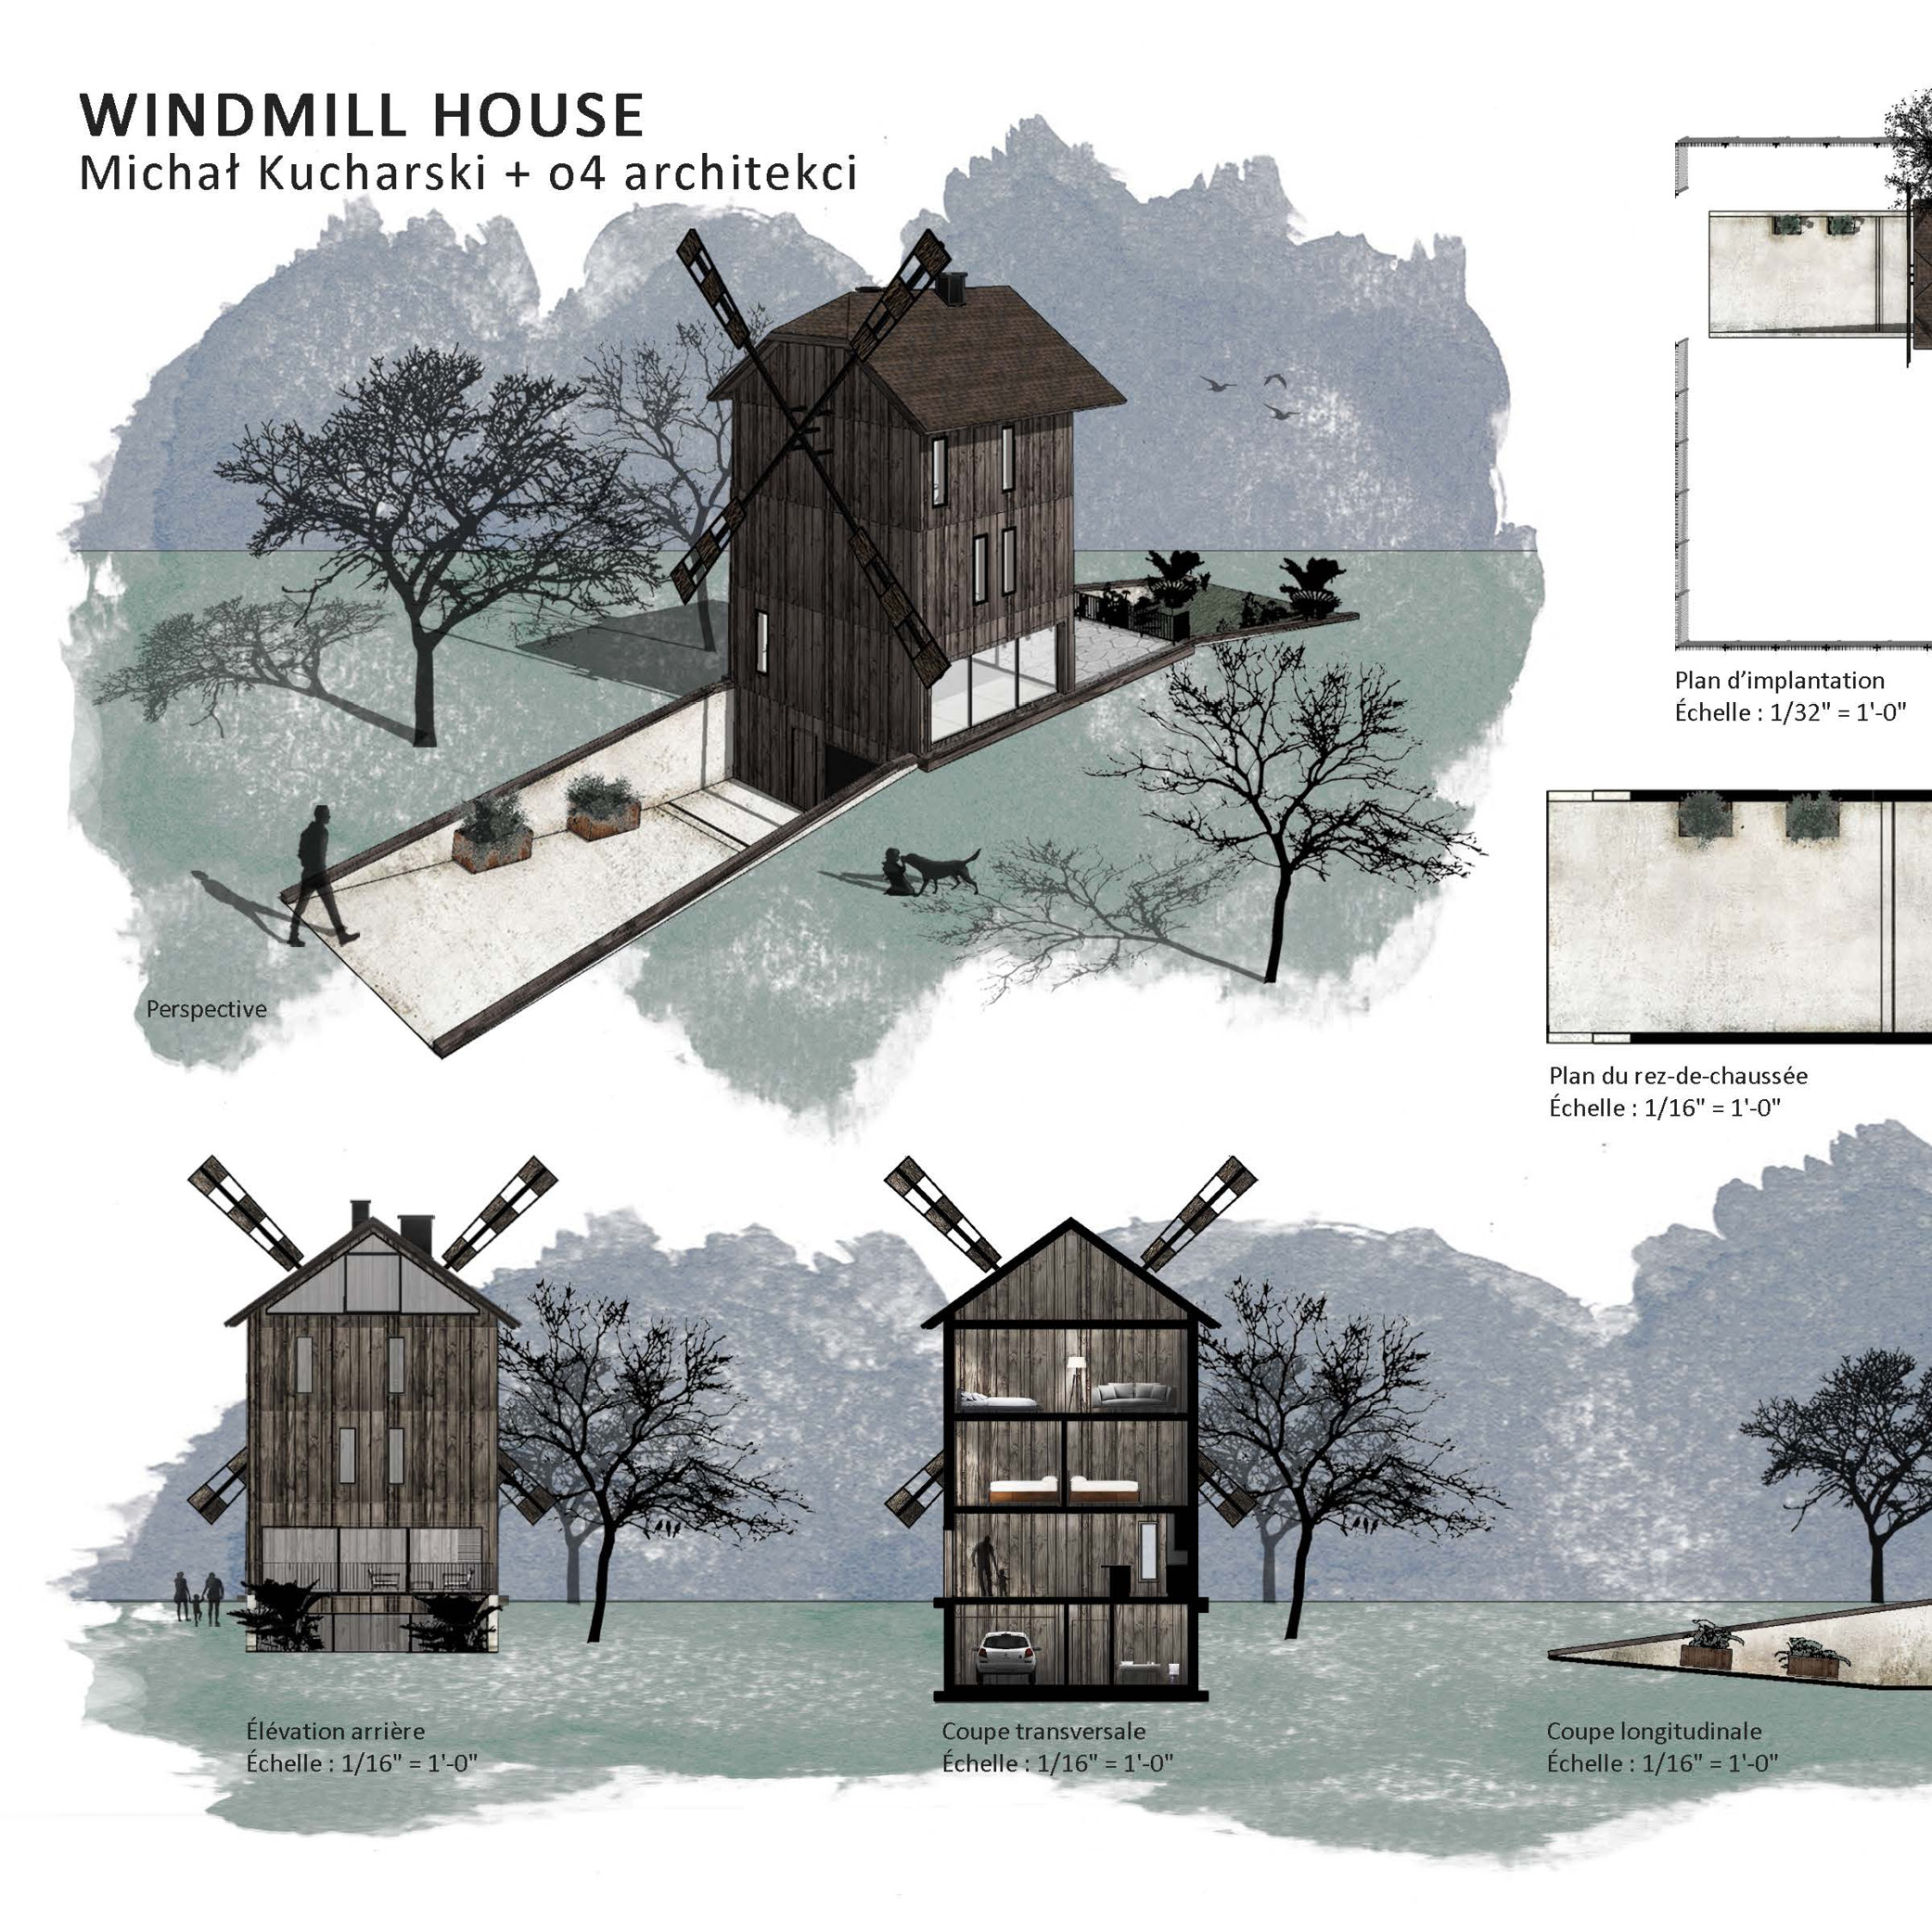 WINDMILL HOUSE
Michał Kucharski + o4 architekci
Plan d’implantation
Échelle : 1/32" = 1'-0"
Perspective
Plan du rez-de-chaussée
Échelle : 1/16" = 1'-0"
Élévation arrière
Échelle : 1/16" = 1'-0"
Coupe transversale
Échelle : 1/16" = 1'-0"
Coupe longitudinale
Échelle : 1/16" = 1'-0"